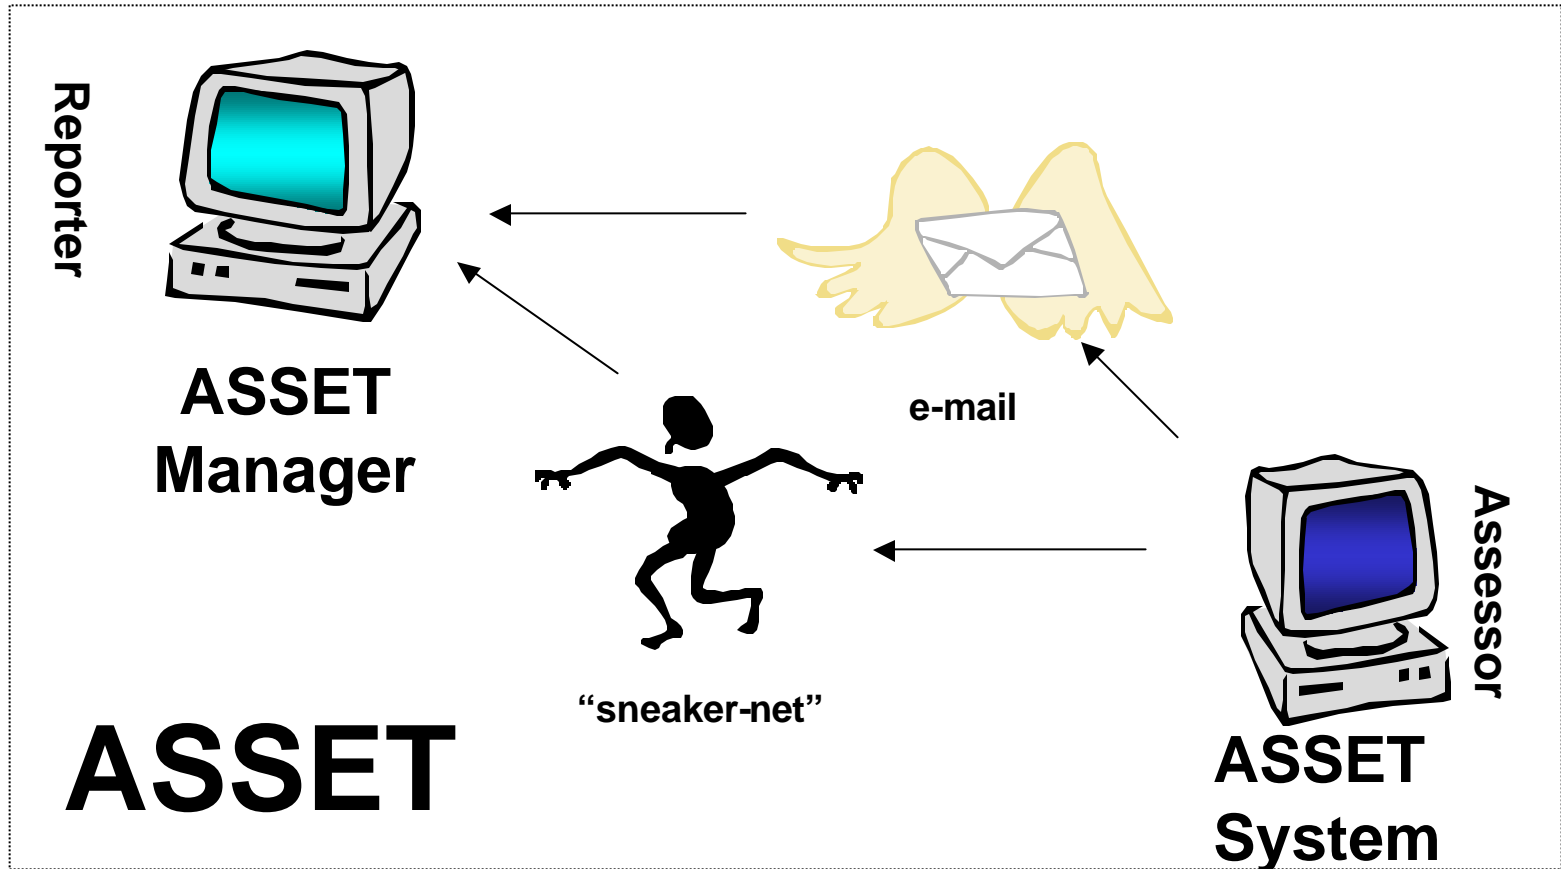 Reporter
ASSET
Manager
e-mail
Assessor
“sneaker-net”
ASSET
ASSET
System